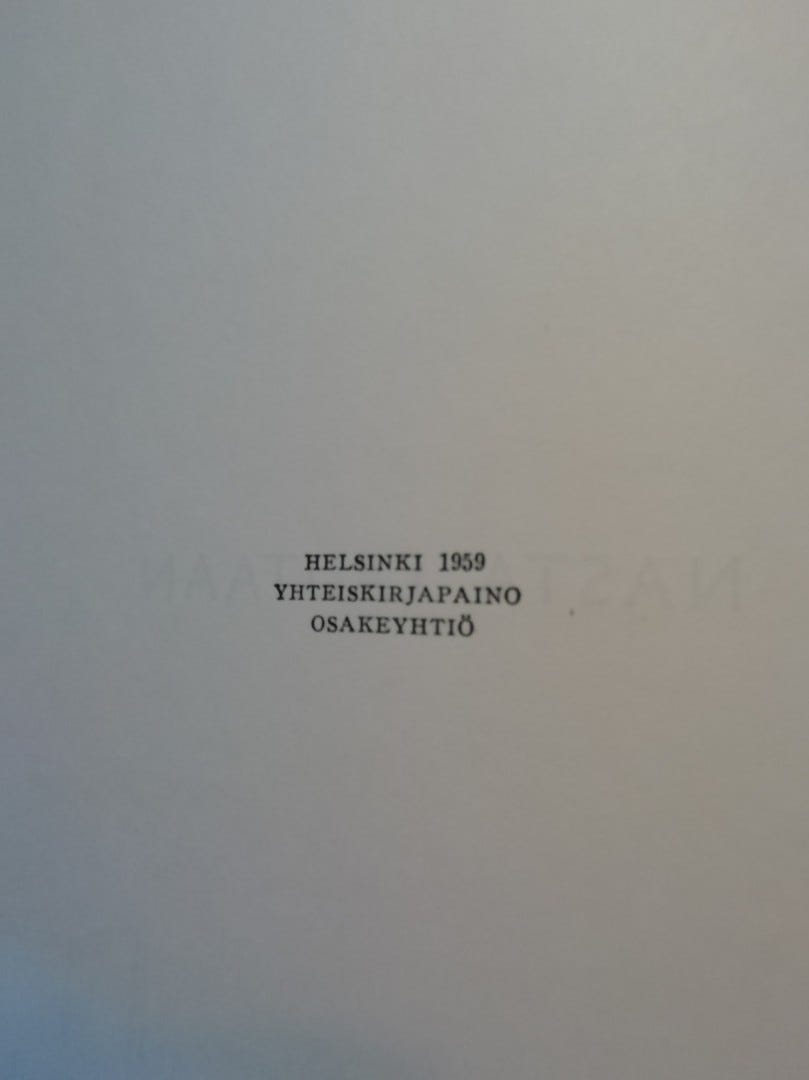 HELSINKI 1959
YHTEISKIRJAPAINO
OSAKEYHTIÖ